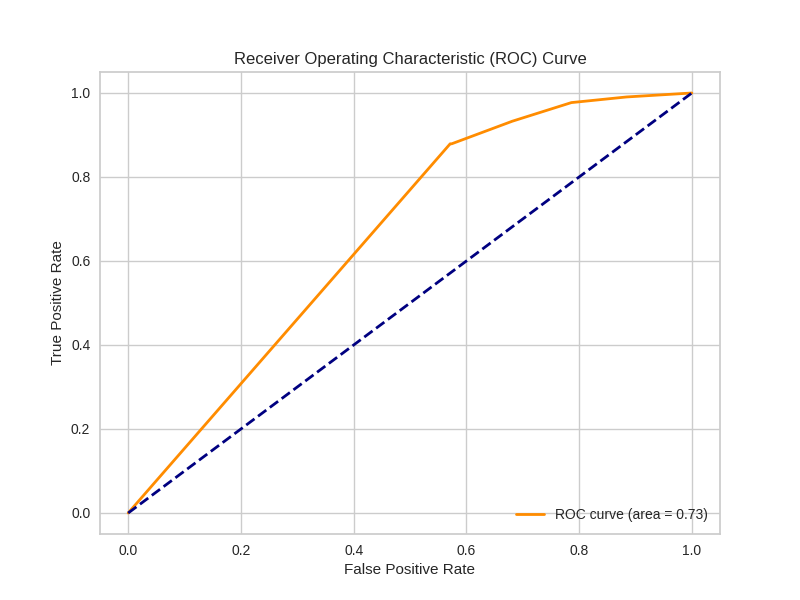 Receiver Operating Characteristic (ROC) Curve
1.0
0.8
0.6
0.4
0.2
0.0
True Positive Rate
ROC curve (area = 0.73)
0.0 0.2 0.4 0.6 0.8 1.0
False Positive Rate